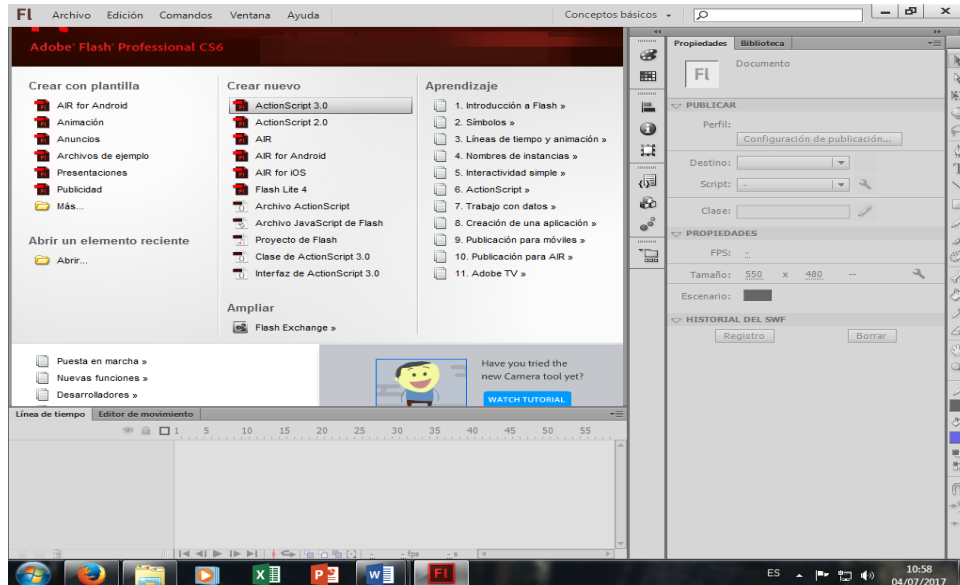 Fl Archivo Edición Comandos Ventana Ayuda Conceptos básicos
Adobe® Flash® Professional CS6
Crear con plantilla
AIR for Android
Animación
Anuncios
Archivos de ejemplo
Presentaciones
Publicidad
Más...
Abrir un elemento reciente
Abrir...
Crear nuevo
ActionScript 3.0
ActionScript 2.0
AIR
AIR for Android
AIR for iOS
Flash Lite 4
Archivo ActionScript
Archivo JavaScript de Flash
Proyecto de Flash
Clase de ActionScript 3.0
Interfaz de ActionScript 3.0
Ampliar
Flash Exchange »
Aprendizaje
1. Introducción a Flash »
2. Símbolos »
3. Líneas de tiempo y animación »
4. Nombres de instancias »
5. Interactividad simple »
6. ActionScript »
7. Trabajo con datos »
8. Creación de una aplicación »
9. Publicación para móviles »
10. Publicación para AIR »
11. Adobe TV »
Puesta en marcha »
Nuevas funciones »
Desarrolladores »
Have you tried the
new Camera tool yet?
WATCH TUTORIAL
Propiedades Biblioteca
Fl Documento
PUBLICAR
Perfil:
Configuración de publicación...
Destino:
Script: -
Clase:
PROPIEDADES
FPS: -
Tamaño: 550 x 480 --
Escenario:
HISTORIAL DEL SWF
Registro Borrar
Línea de tiempo Editor de movimiento
1 5 10 15 20 25 30 35 40 45 50 55
- - fps - s
ES 10:58
04/07/2017